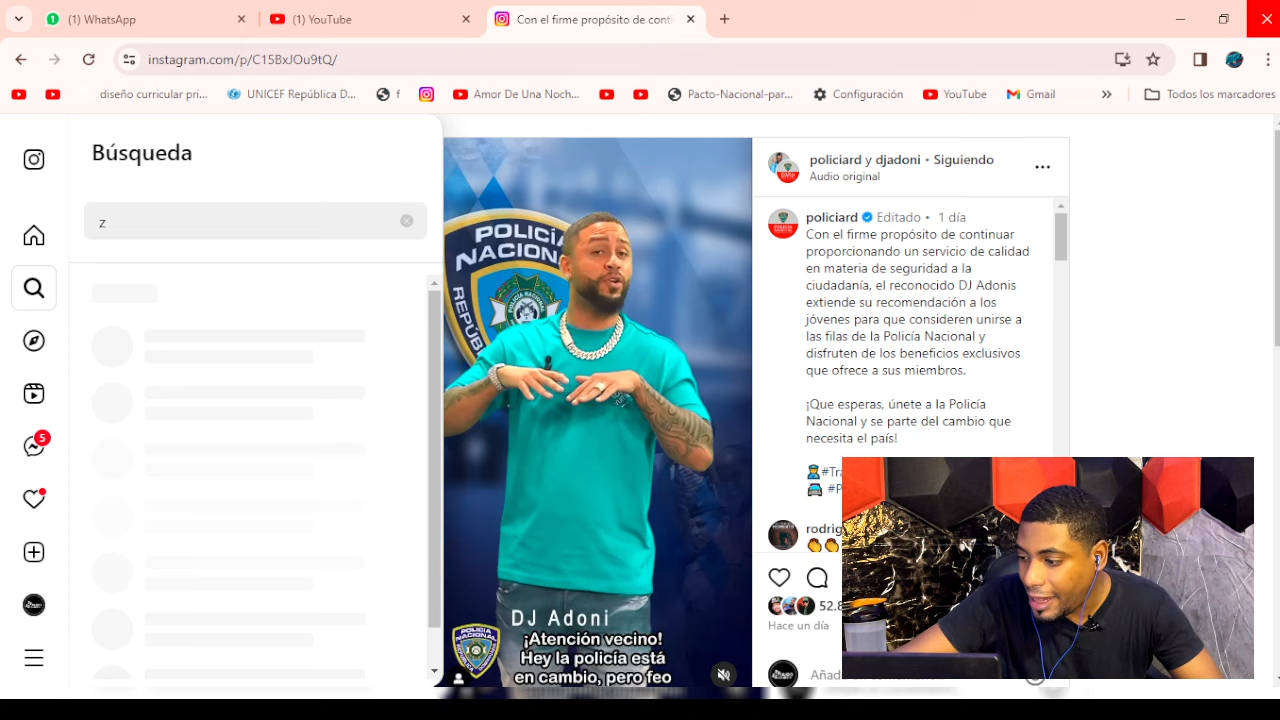 (1) WhatsApp
(1) YouTube
Con el firme propósito de conti
instagram.com/p/C15BxJOu9tQ/
diseño curricular pri...
UNICEF República D...
f
Amor De Una Noch...
Pacto-Nacional-par...
Configuración
YouTube
Gmail
Todos los marcadores
Búsqueda
z
5
POLICÍA
NACION
REPÚB
DJ Adoni
¡Atención vecino!
Hey la policía está
en cambio, pero feo
policiard y djadoni • Siguiendo
Audio original
policiard Editado • 1 día
Con el firme propósito de continuar
proporcionando un servicio de calidad
en materia de seguridad a la
ciudadanía, el reconocido DJ Adonis
extiende su recomendación a los
jóvenes para que consideren unirse a
las filas de la Policía Nacional y
disfruten de los beneficios exclusivos
que ofrece a sus miembros.
¡Que esperas, únete a la Policía
Nacional y se parte del cambio que
necesita el país!
#Tra
#P
rodrig
52.8
Hace un día